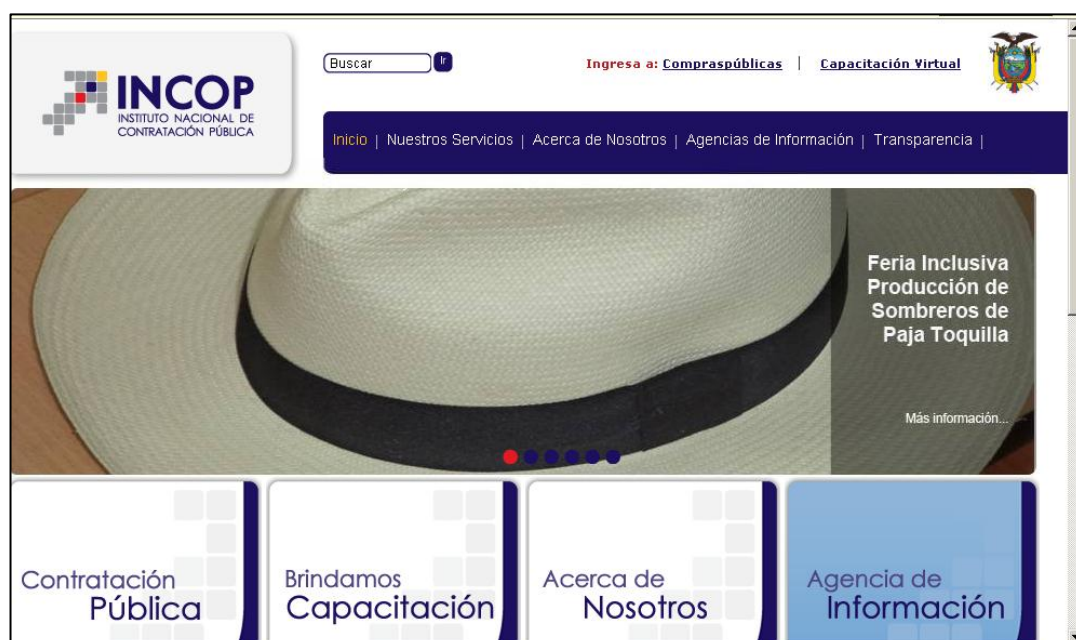 INCOP
INSTITUTO NACIONAL DE
CONTRATACIÓN PÚBLICA
Buscar
Ir
Ingresa a: Compraspúblicas | Capacitación Virtual
Inicio | Nuestros Servicios | Acerca de Nosotros | Agencias de Información | Transparencia |
Feria Inclusiva
Producción de
Sombreros de
Paja Toquilla
Más información...
Contratación
Pública
Brindamos
Capacitación
Acerca de
Nosotros
Agencia de
Información